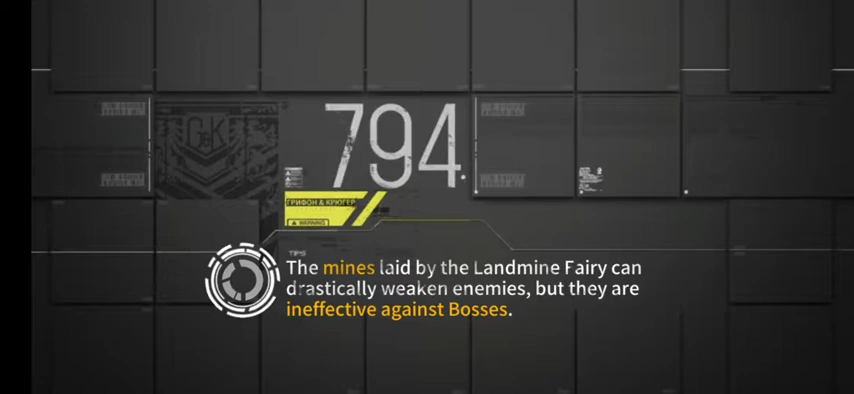 G&K
794.
ГРИФОН & КРЮГЕР
WARNING
TIPS
The mines laid by the Landmine Fairy can
drastically weaken enemies, but they are
ineffective against Bosses.